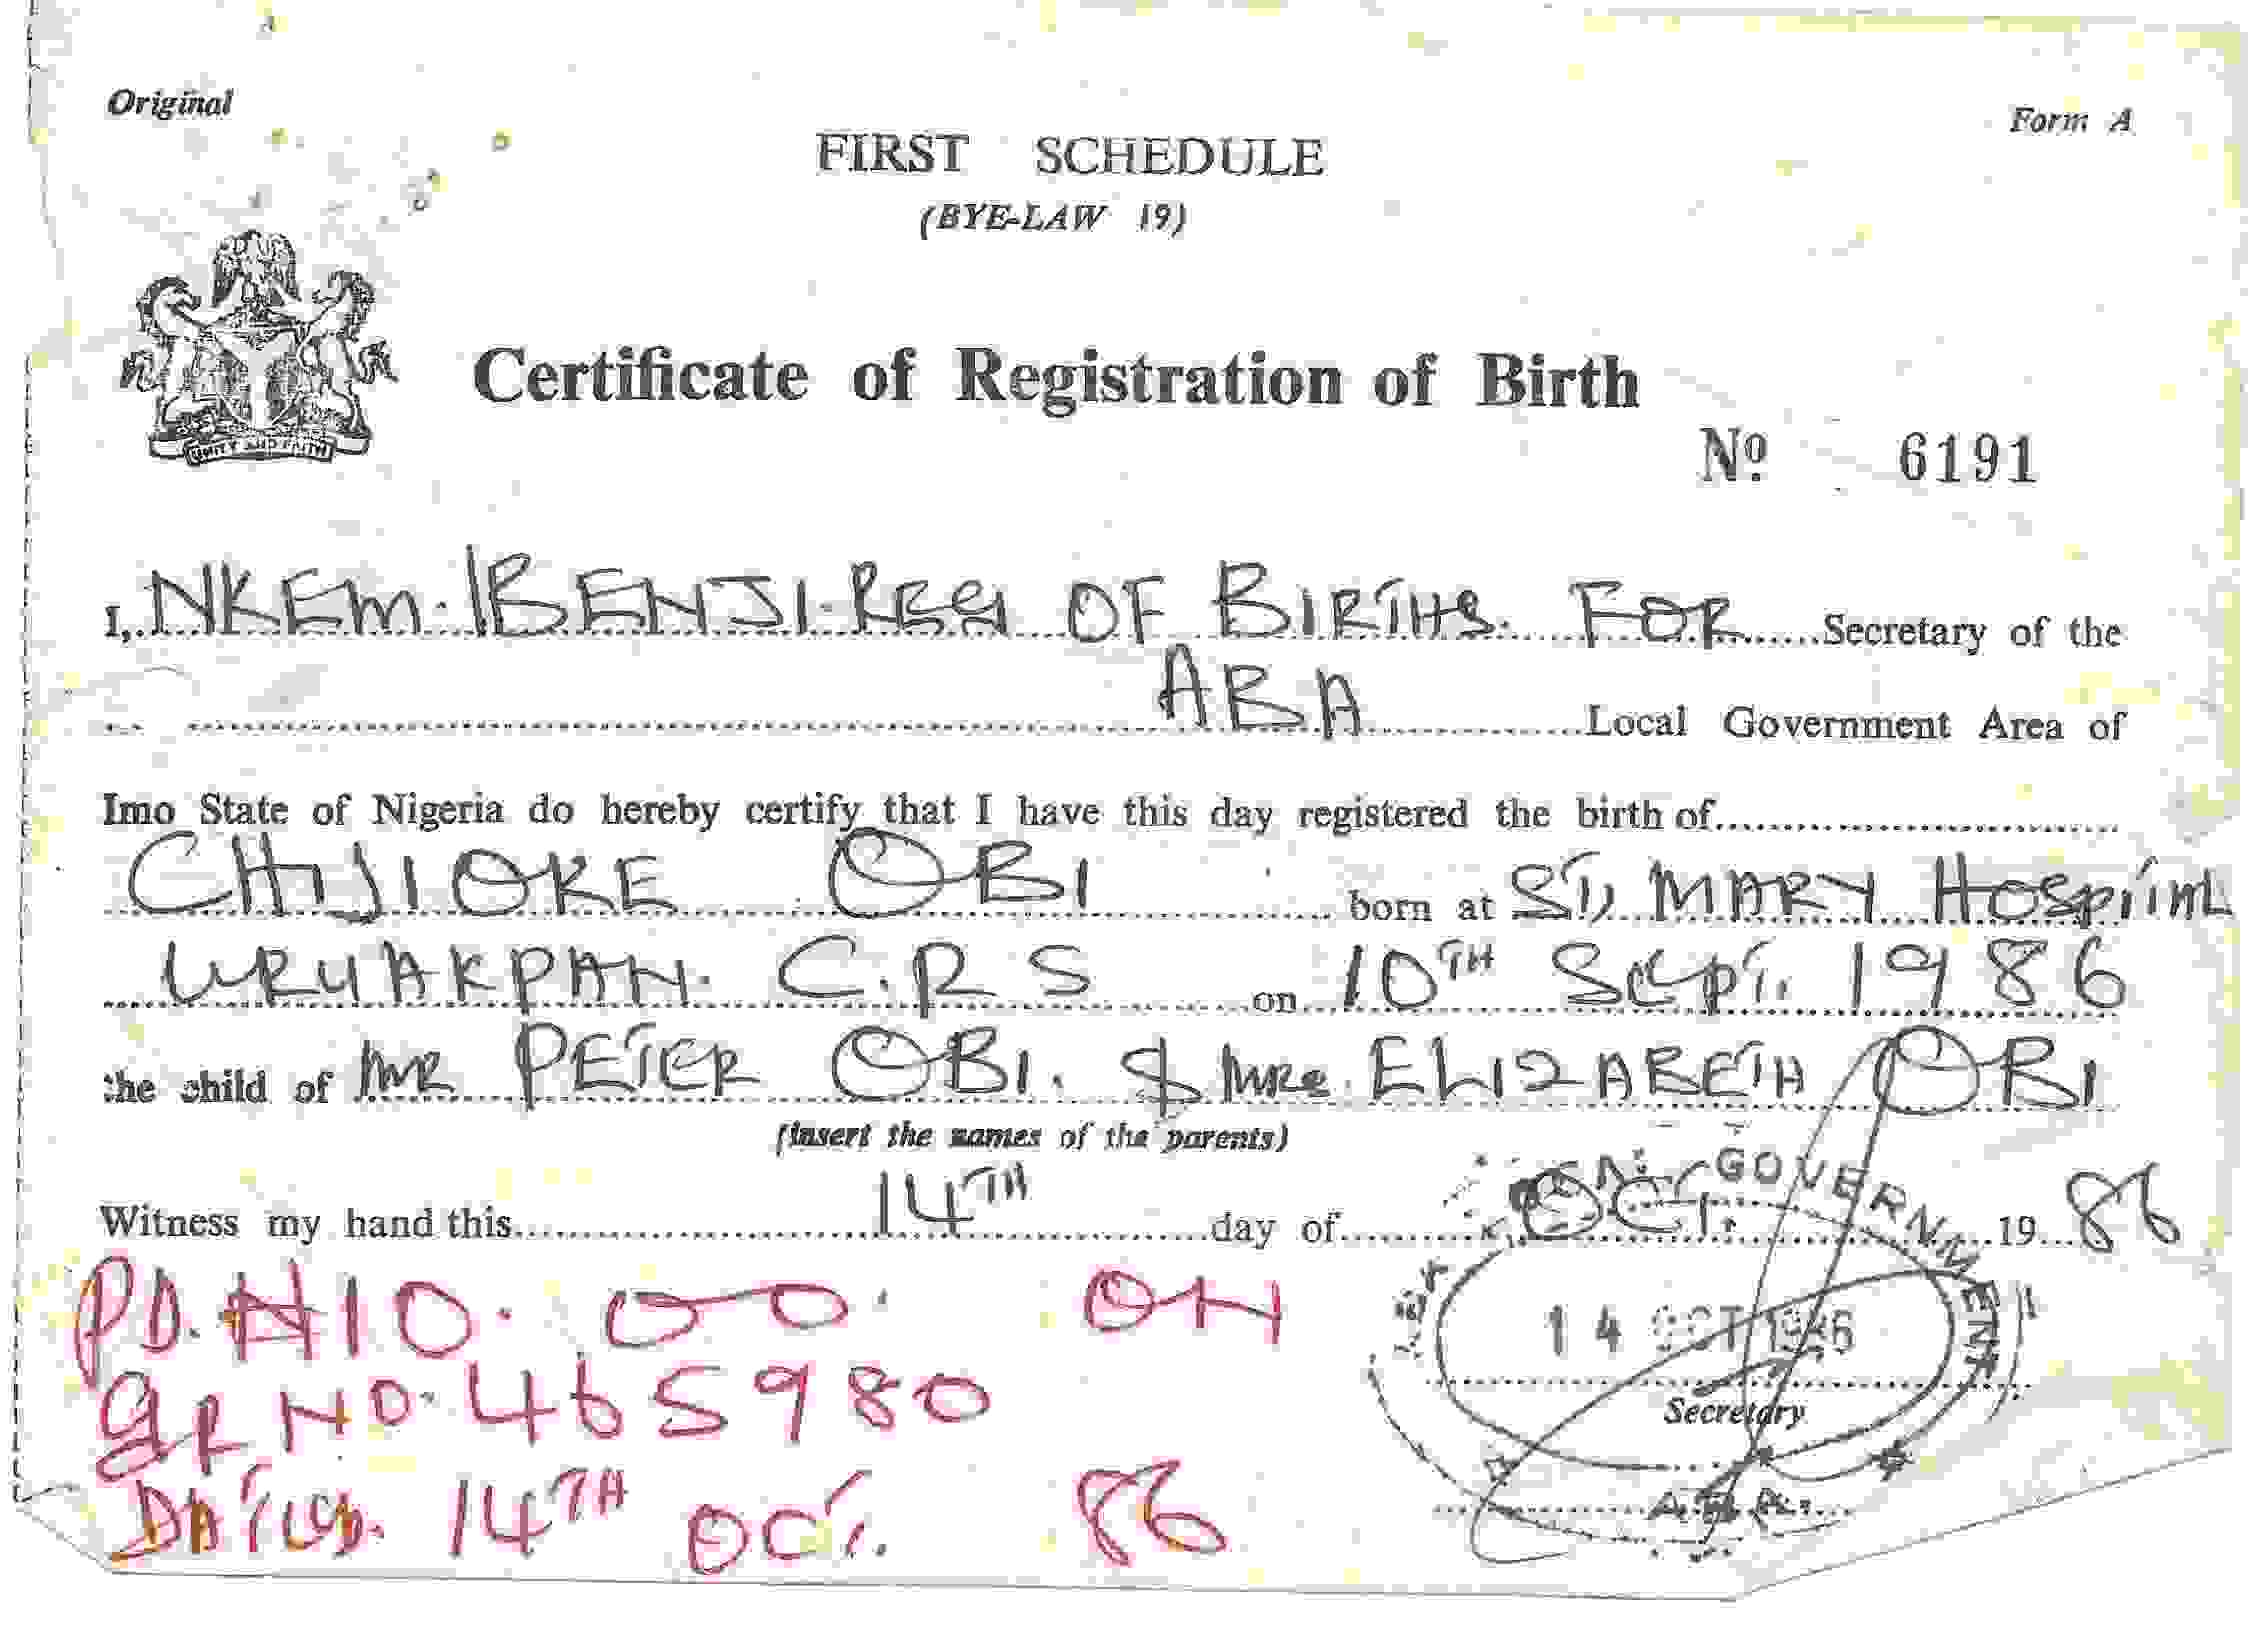 Original
Form A
FIRST SCHEDULE
(BYE-LAW 19)
UNITY AND FAITH
Certificate of Registration of Birth
Nº 6191
I, NKEM. BENJI. REG OF BIRTHS. FOR Secretary of the
ABA Local Government Area of
Imo State of Nigeria do hereby certify that I have this day registered the birth of
CHIJIOKE OBI born at ST, MARY HOSPITAL
URUAKPAN. C.R.S on 10TH Sept. 1986
the child of MR PETER OBI. & MRS. ELIZABETH OBI
(insert the names of the parents)
Witness my hand this 14TH day of OCT. 1986
PD. ₦10. 00. ON
GR NO. 465980
DATED. 14TH OCT. 86
GOVERNMENT
14 OCT 1986
Secretary